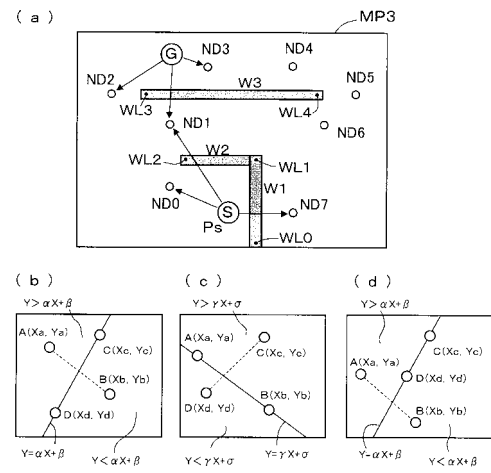 ( a )
MP3
G
ND3
ND4
ND2
ND5
W3
WL3
WL4
ND1
ND6
W2
WL2
WL1
W1
ND0
S
ND7
Ps
WL0
( b )
( c )
( d )
Y> αX+β
Y> γX+σ
Y> αX+β
A(Xa, Ya)
C(Xc, Yc)
B(Xb, Yb)
D(Xd, Yd)
Y=αX+β
Y< αX+β
A(Xa, Ya)
C(Xc, Yc)
D(Xd, Yd)
B(Xb, Yb)
Y< γX+σ
Y=γX+σ
C(Xc, Yc)
A(Xa, Ya)
D(Xd, Yd)
B(Xb, Yb)
Y−αX+β
Y< αX+β